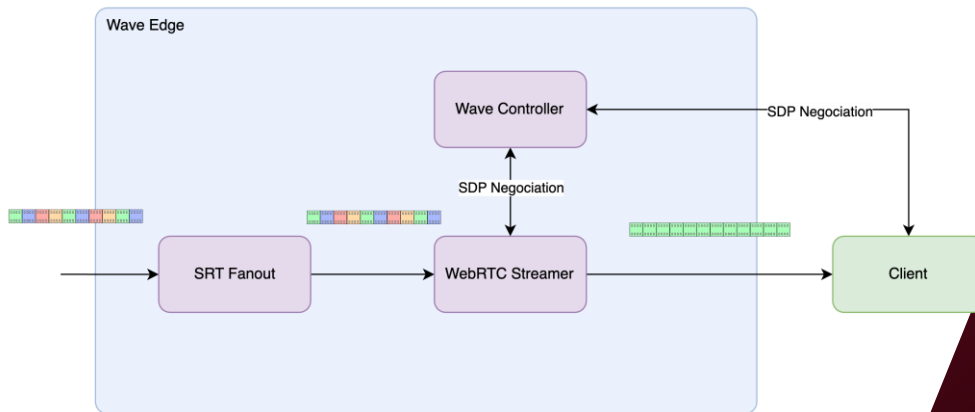 Wave Edge
Wave Controller
SDP Negociation
SDP Negociation
SRT Fanout
WebRTC Streamer
Client